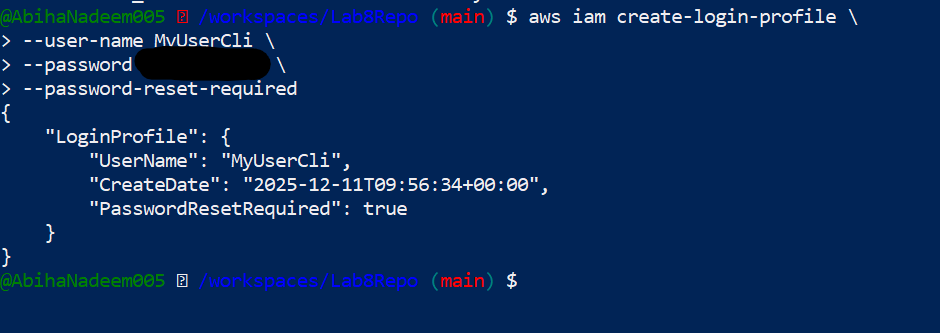 @AbihaNadeem005 /workspaces/Lab8Repo (main) $ aws iam create-login-profile \
> --user-name MyUserCli \
> --password \
> --password-reset-required
{
    "LoginProfile": {
        "UserName": "MyUserCli",
        "CreateDate": "2025-12-11T09:56:34+00:00",
        "PasswordResetRequired": true
    }
}
@AbihaNadeem005 /workspaces/Lab8Repo (main) $